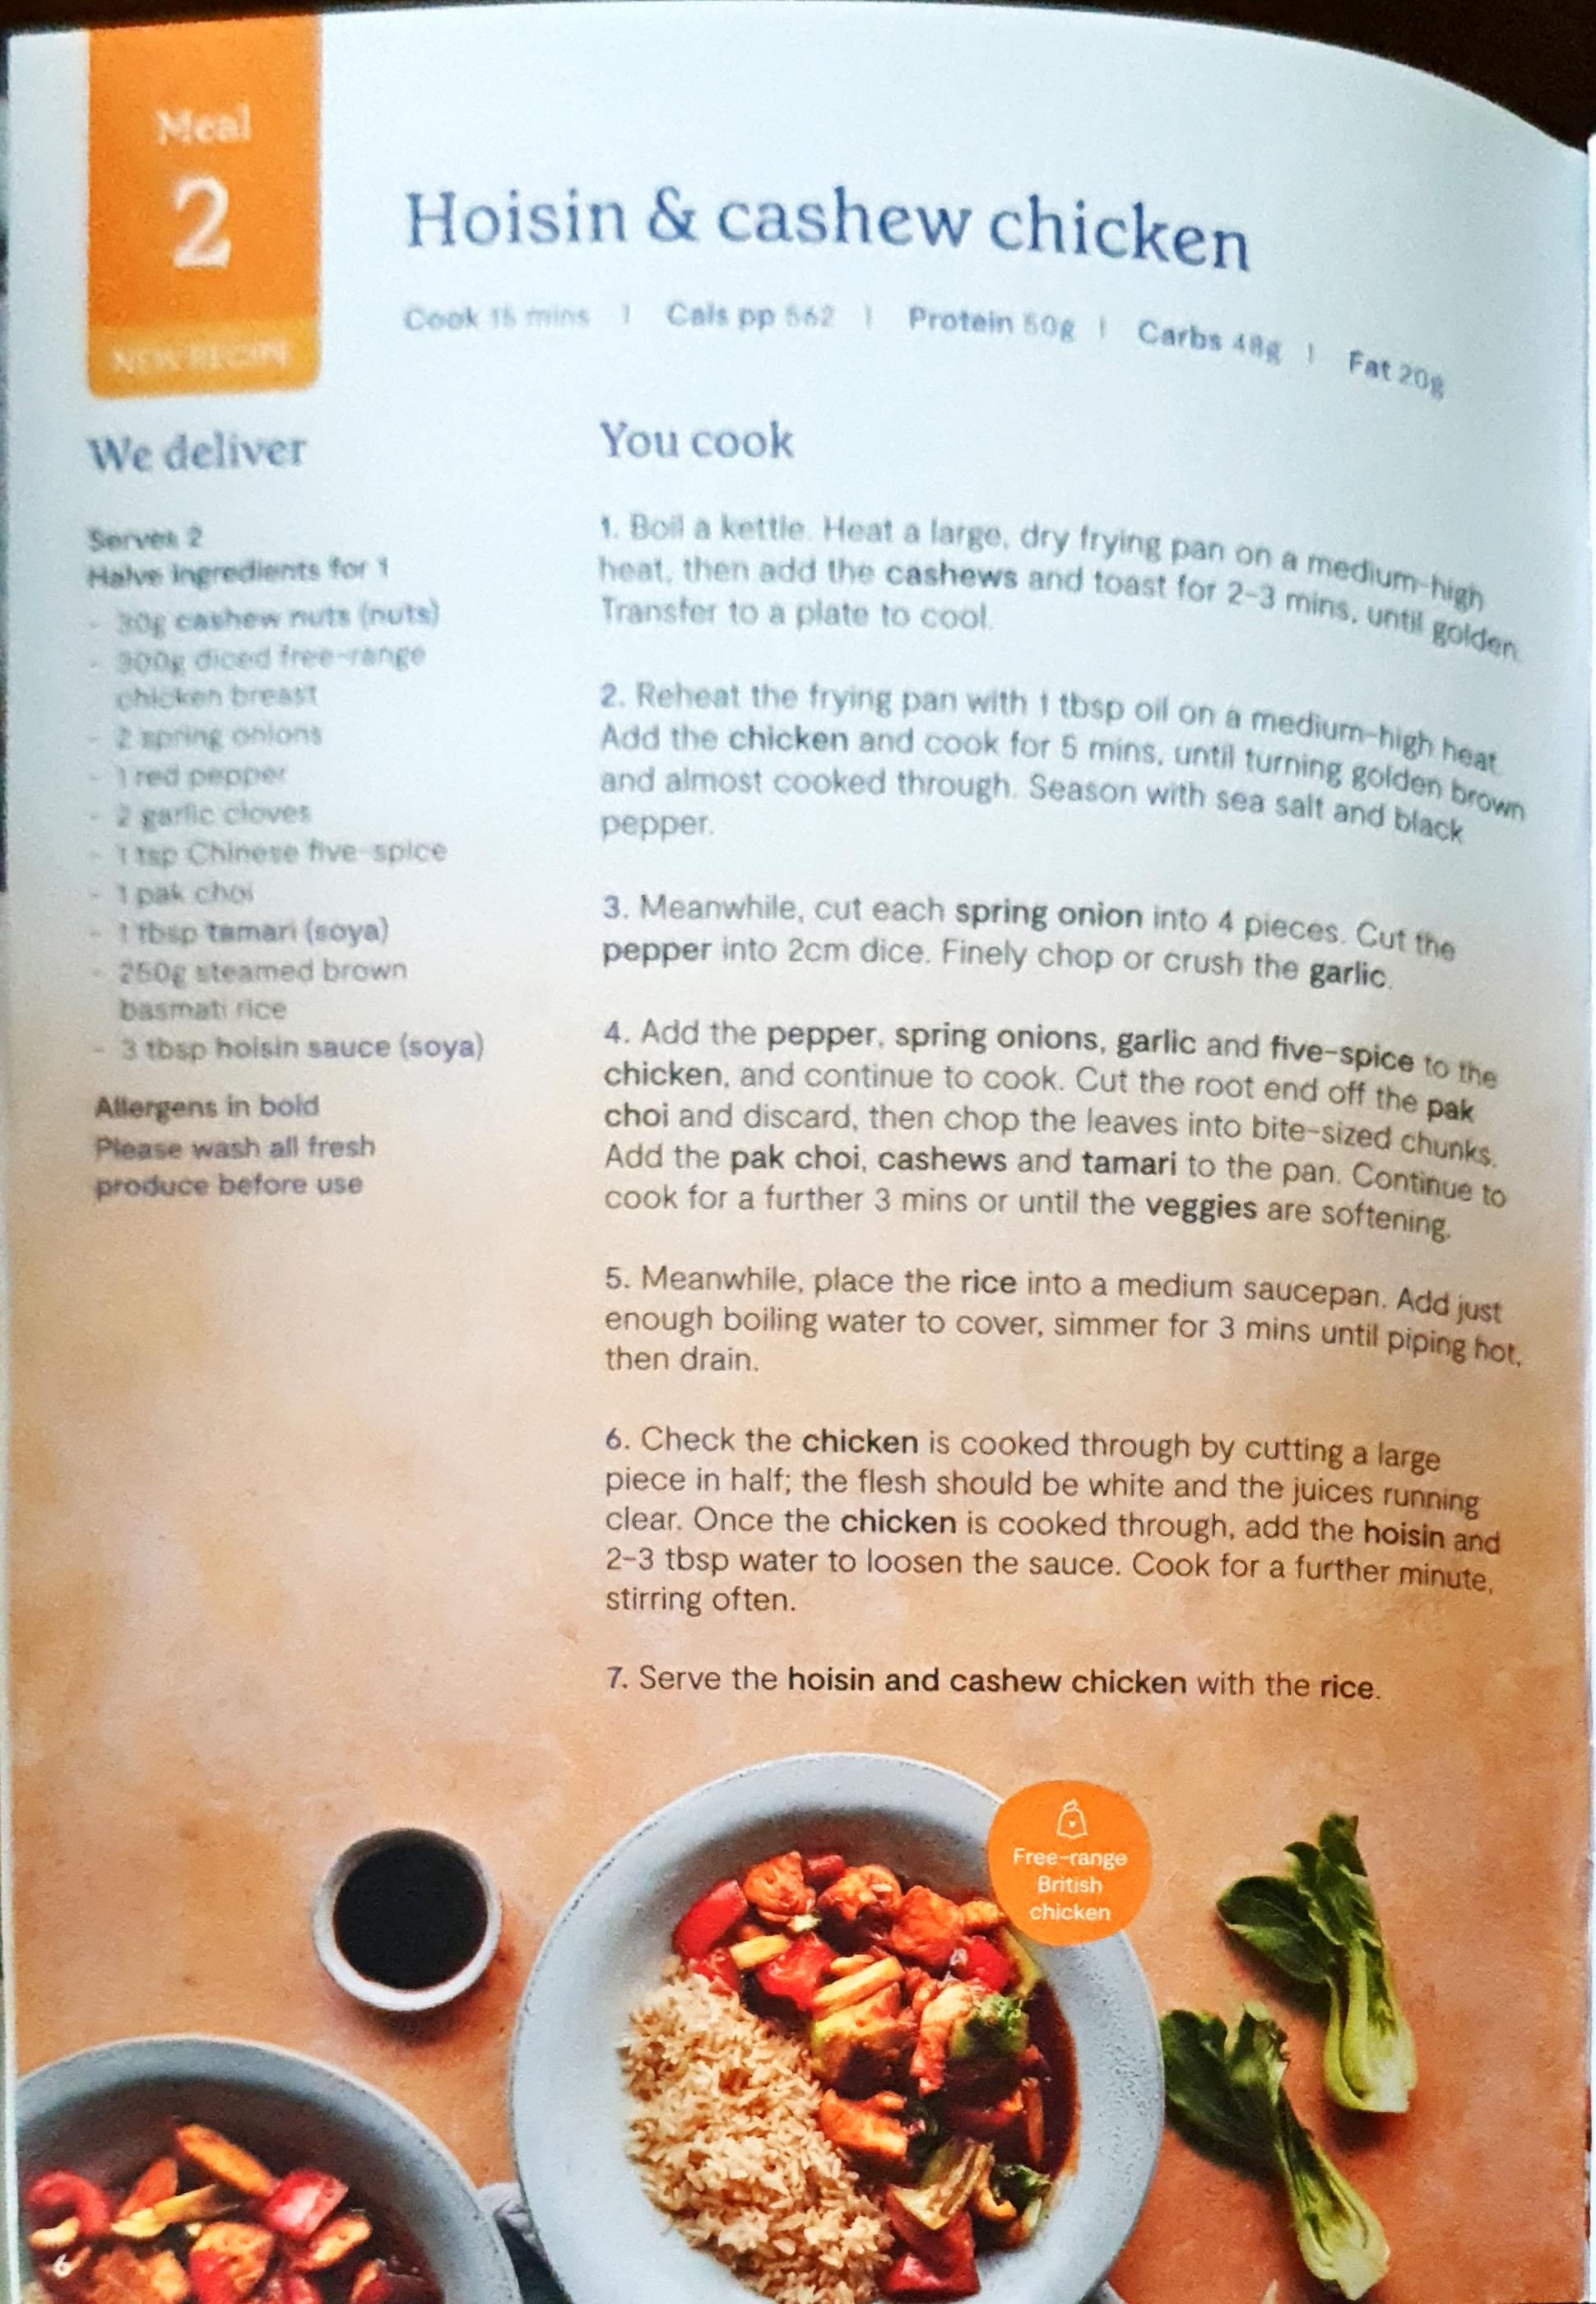 Meal
2
NEW RECIPE
Hoisin & cashew chicken
Cook 15 mins | Cals pp 562 | Protein 50g | Carbs 48g | Fat 20g
We deliver
Serves 2
Halve ingredients for 1
- 30g cashew nuts (nuts)
- 300g diced free-range
chicken breast
- 2 spring onions
- 1 red pepper
- 2 garlic cloves
- 1 tsp Chinese five-spice
- 1 pak choi
- 1 tbsp tamari (soya)
- 250g steamed brown
basmati rice
- 3 tbsp hoisin sauce (soya)
Allergens in bold
Please wash all fresh
produce before use
You cook
1. Boil a kettle. Heat a large, dry frying pan on a medium-high
heat, then add the cashews and toast for 2-3 mins, until golden.
Transfer to a plate to cool.
2. Reheat the frying pan with 1 tbsp oil on a medium-high heat.
Add the chicken and cook for 5 mins, until turning golden brown
and almost cooked through. Season with sea salt and black
pepper.
3. Meanwhile, cut each spring onion into 4 pieces. Cut the
pepper into 2cm dice. Finely chop or crush the garlic.
4. Add the pepper, spring onions, garlic and five-spice to the
chicken, and continue to cook. Cut the root end off the pak
choi and discard, then chop the leaves into bite-sized chunks.
Add the pak choi, cashews and tamari to the pan. Continue to
cook for a further 3 mins or until the veggies are softening.
5. Meanwhile, place the rice into a medium saucepan. Add just
enough boiling water to cover, simmer for 3 mins until piping hot,
then drain.
6. Check the chicken is cooked through by cutting a large
piece in half; the flesh should be white and the juices running
clear. Once the chicken is cooked through, add the hoisin and
2-3 tbsp water to loosen the sauce. Cook for a further minute,
stirring often.
7. Serve the hoisin and cashew chicken with the rice.
Free-range
British
chicken
6